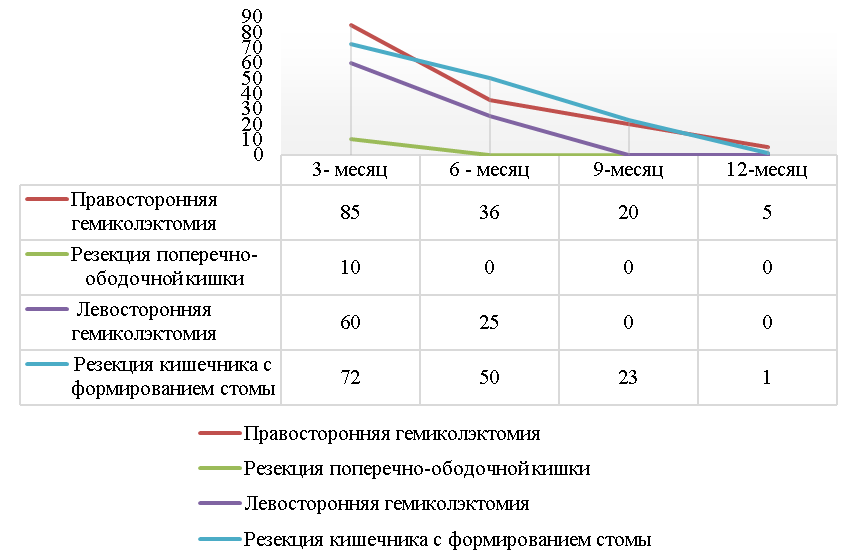 90
80
70
60
50
40
30
20
10
0
3- месяц 6 - месяц 9-месяц 12-месяц
Правосторонняя
гемиколэктомия
85 36 20 5
Резекция поперечно-
ободочной кишки
10 0 0 0
Левосторонняя
гемиколэктомия
60 25 0 0
Резекция кишечника с
формированием стомы
72 50 23 1
Правосторонняя гемиколэктомия
Резекция поперечно-ободочной кишки
Левосторонняя гемиколэктомия
Резекция кишечника с формированием стомы